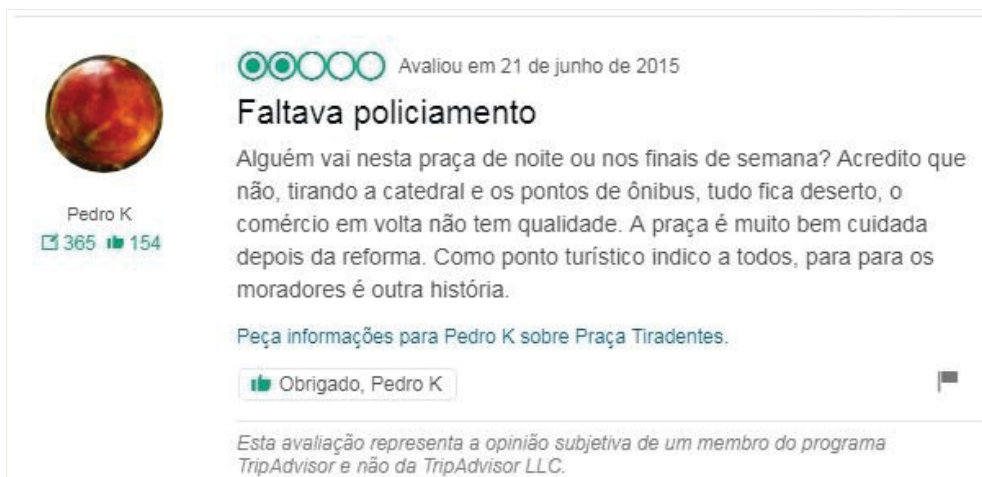 Avaliou em 21 de junho de 2015
Faltava policiamento
Alguém vai nesta praça de noite ou nos finais de semana? Acredito que
não, tirando a catedral e os pontos de ônibus, tudo fica deserto, o
comércio em volta não tem qualidade. A praça é muito bem cuidada
depois da reforma. Como ponto turístico indico a todos, para para os
moradores é outra história.
Pedro K
365 154
Peça informações para Pedro K sobre Praça Tiradentes.
Obrigado, Pedro K
Esta avaliação representa a opinião subjetiva de um membro do programa
TripAdvisor e não da TripAdvisor LLC.